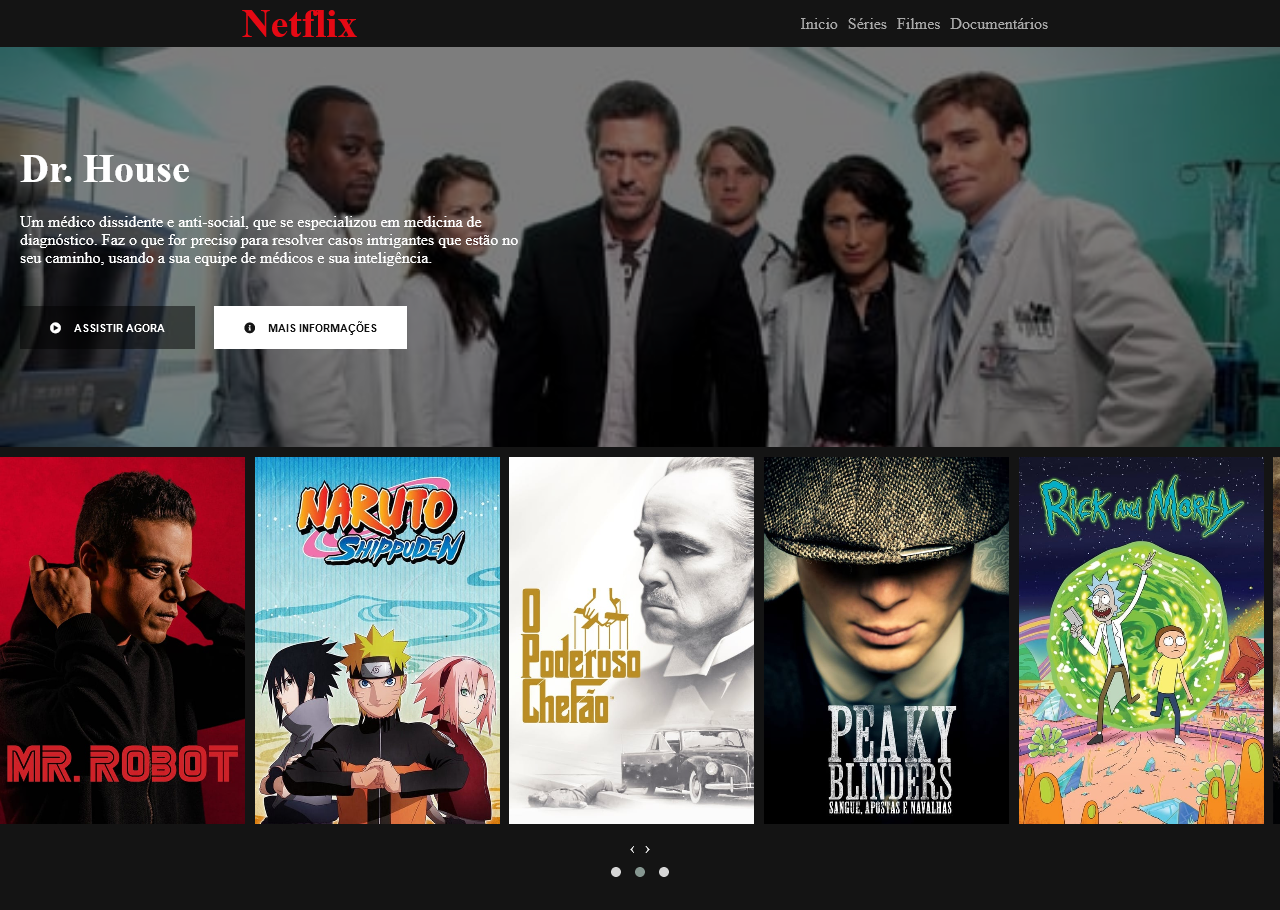 Netflix
Inicio Séries Filmes Documentários
Dr. House
Um médico dissidente e anti-social, que se especializou em medicina de
diagnóstico. Faz o que for preciso para resolver casos intrigantes que estão no
seu caminho, usando a sua equipe de médicos e sua inteligência.
ASSISTIR AGORA
MAIS INFORMAÇÕES
MR. ROBOT
NARUTO
SHIPPUDEN
O
Poderoso
Chefão
PEAKY
BLINDERS
SANGUE, APOSTAS E NAVALHAS
Rick and Morty
‹ ›